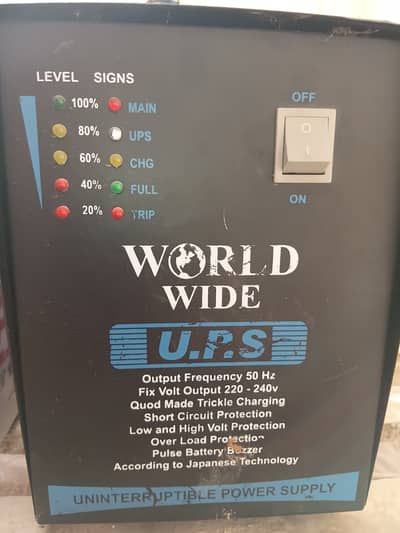 LEVEL SIGNS
OFF
100% MAIN
80% UPS
60% CHG
40% FULL
20% TRIP
ON
WORLD
WIDE
U.P.S
Output Frequency 50 Hz
Fix Volt Output 220 - 240v
Quod Made Trickle Charging
Short Circuit Protection
Low and High Volt Protection
Over Load Protection
Pulse Battery Buzzer
According to Japanese Technology
UNINTERRUPTIBLE POWER SUPPLY